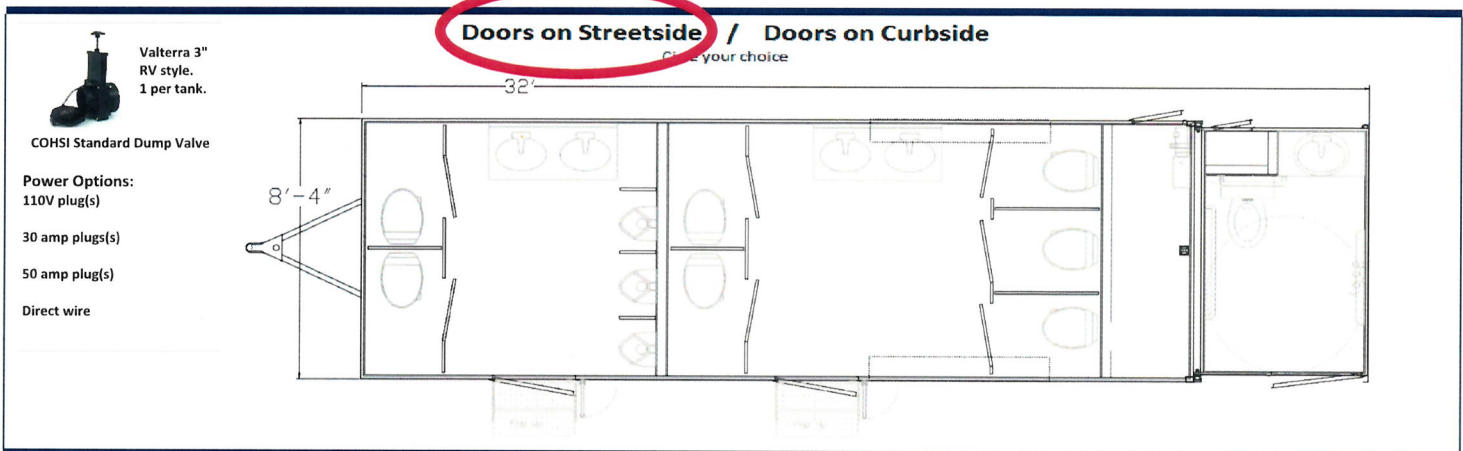 Doors on Streetside / Doors on Curbside
your choice
Valterra 3"
RV style.
1 per tank.
COHSI Standard Dump Valve
Power Options:
110V plug(s)
30 amp plugs(s)
50 amp plug(s)
Direct wire
32'
8'-4"